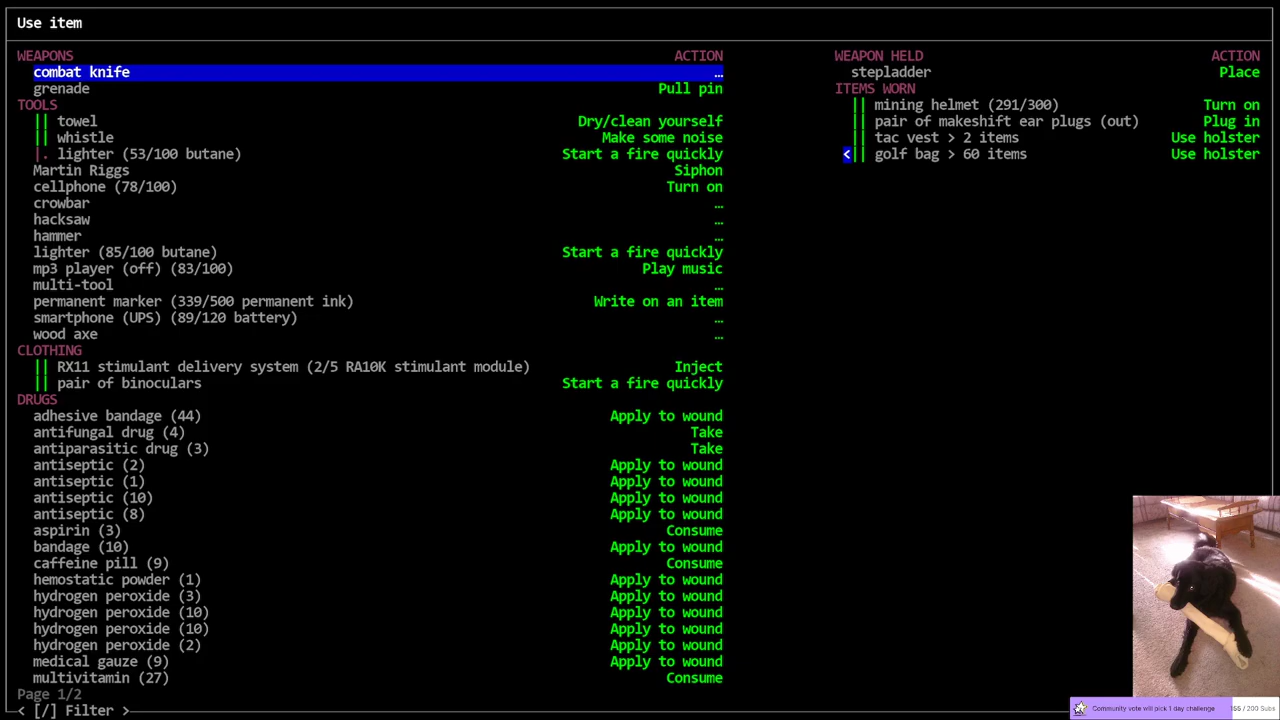 Use item
WEAPONS ACTION
combat knife …
grenade Pull pin
TOOLS
|| towel Dry/clean yourself
|| whistle Make some noise
|. lighter (53/100 butane) Start a fire quickly
Martin Riggs Siphon
cellphone (78/100) Turn on
crowbar …
hacksaw …
hammer …
lighter (85/100 butane) Start a fire quickly
mp3 player (off) (83/100) Play music
multi-tool …
permanent marker (339/500 permanent ink) Write on an item
smartphone (UPS) (89/120 battery) …
wood axe …
CLOTHING
|| RX11 stimulant delivery system (2/5 RA10K stimulant module) Inject
|| pair of binoculars Start a fire quickly
DRUGS
adhesive bandage (44) Apply to wound
antifungal drug (4) Take
antiparasitic drug (3) Take
antiseptic (2) Apply to wound
antiseptic (1) Apply to wound
antiseptic (10) Apply to wound
antiseptic (8) Apply to wound
aspirin (3) Consume
bandage (10) Apply to wound
caffeine pill (9) Consume
hemostatic powder (1) Apply to wound
hydrogen peroxide (3) Apply to wound
hydrogen peroxide (10) Apply to wound
hydrogen peroxide (10) Apply to wound
hydrogen peroxide (2) Apply to wound
medical gauze (9) Apply to wound
multivitamin (27) Consume
Page 1/2
< [/] Filter >
WEAPON HELD ACTION
stepladder Place
ITEMS WORN
|| mining helmet (291/300) Turn on
|| pair of makeshift ear plugs (out) Plug in
|| tac vest > 2 items Use holster
< || golf bag > 60 items Use holster
Community vote will pick 1 day challenge 155 / 200 Subs